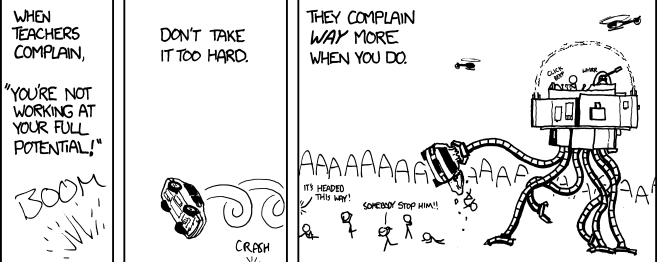 WHEN
TEACHERS
COMPLAIN,
"YOU'RE NOT
WORKING AT
YOUR FULL
POTENTIAL!"
BOOM
DON'T TAKE
IT TOO HARD.
CRASH
THEY COMPLAIN
WAY MORE
WHEN YOU DO.
CLICK
BEEP
WHIRR
AAAAAAAAAAAAAAAA
IT'S HEADED
THIS WAY!
SOMEBODY STOP HIM!!